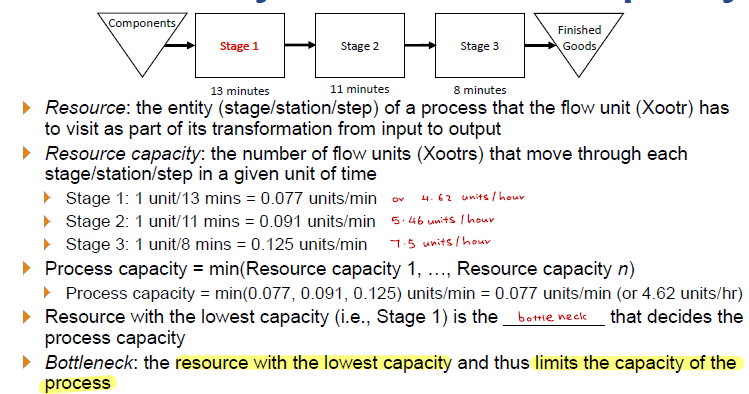 Components
Finished
Goods
Stage 1
Stage 2
Stage 3
13 minutes
11 minutes
8 minutes
Resource: the entity (stage/station/step) of a process that the flow unit (Xootr) has
to visit as part of its transformation from input to output
Resource capacity: the number of flow units (Xootrs) that move through each
stage/station/step in a given unit of time
Stage 1: 1 unit/13 mins = 0.077 units/min or 4.62 units/hour
Stage 2: 1 unit/11 mins = 0.091 units/min 5.46 units/hour
Stage 3: 1 unit/8 mins = 0.125 units/min 7.5 units/hour
Process capacity = min(Resource capacity 1, …, Resource capacity n)
Process capacity = min(0.077, 0.091, 0.125) units/min = 0.077 units/min (or 4.62 units/hr)
Resource with the lowest capacity (i.e., Stage 1) is the bottle neck that decides the
process capacity
Bottleneck: the resource with the lowest capacity and thus limits the capacity of the
process